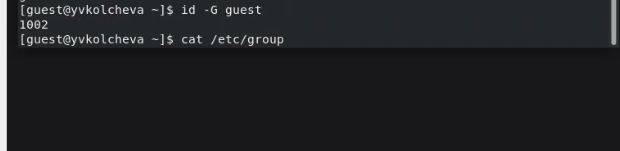 [guest@yvkolcheva ~]$ id -G guest
1002
[guest@yvkolcheva ~]$ cat /etc/group